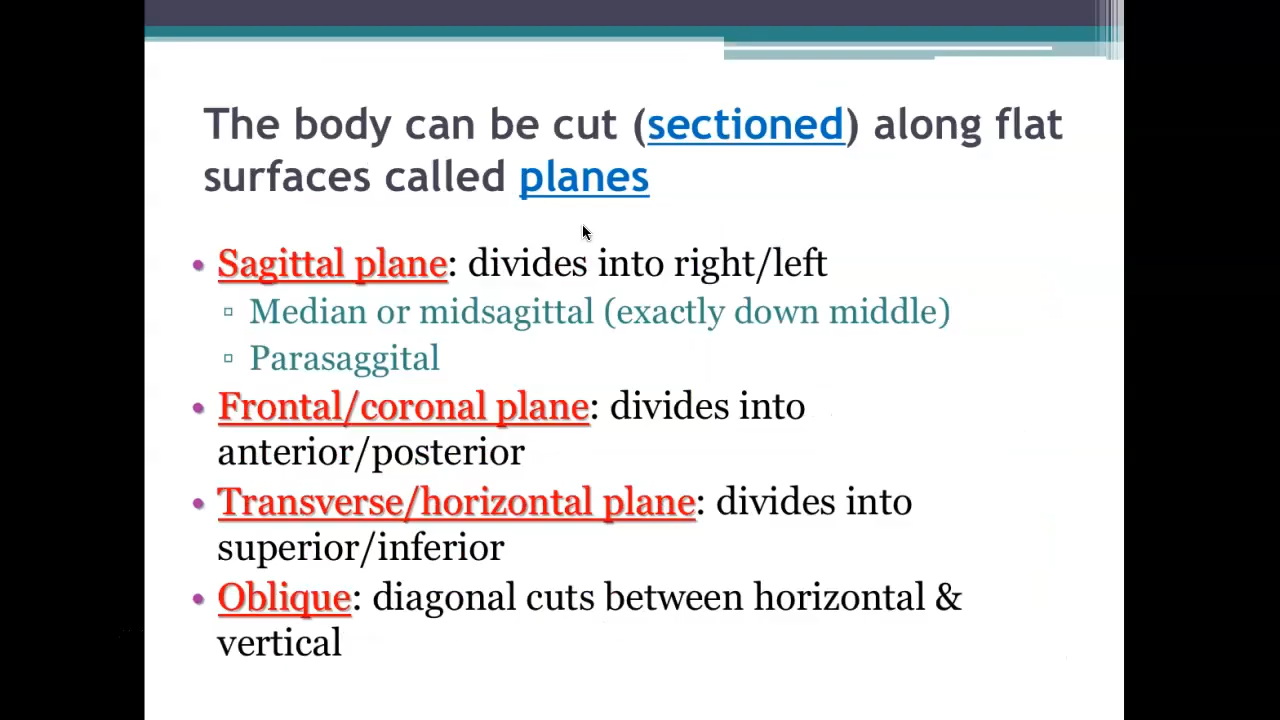 The body can be cut (sectioned) along flat
surfaces called planes
• Sagittal plane: divides into right/left
▫ Median or midsagittal (exactly down middle)
▫ Parasaggital
• Frontal/coronal plane: divides into
anterior/posterior
• Transverse/horizontal plane: divides into
superior/inferior
• Oblique: diagonal cuts between horizontal &
vertical